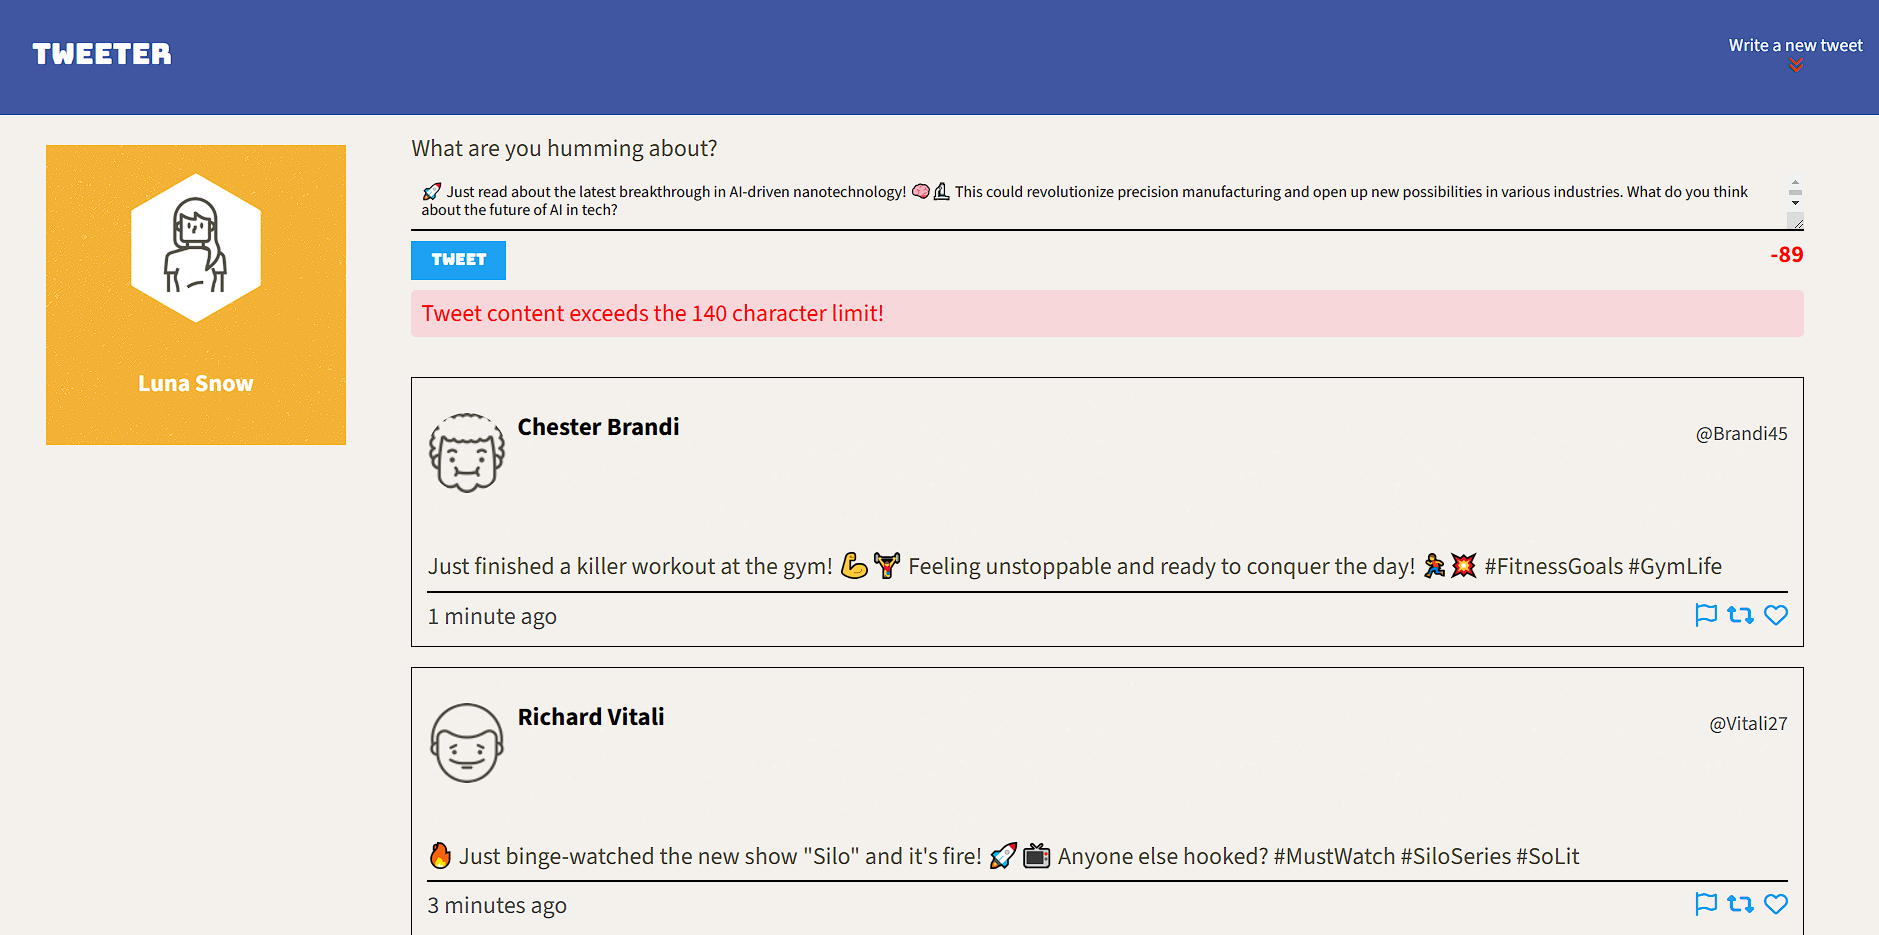 TWEETER
Write a new tweet
Luna Snow
What are you humming about?
🚀 Just read about the latest breakthrough in AI-driven nanotechnology! 🧠🦾 This could revolutionize precision manufacturing and open up new possibilities in various industries. What do you think
about the future of AI in tech?
TWEET
-89
Tweet content exceeds the 140 character limit!
Chester Brandi
@Brandi45
Just finished a killer workout at the gym! 💪🏋️ Feeling unstoppable and ready to conquer the day! 🏃💥 #FitnessGoals #GymLife
1 minute ago
Richard Vitali
@Vitali27
🔥 Just binge-watched the new show "Silo" and it's fire! 🚀📺 Anyone else hooked? #MustWatch #SiloSeries #SoLit
3 minutes ago